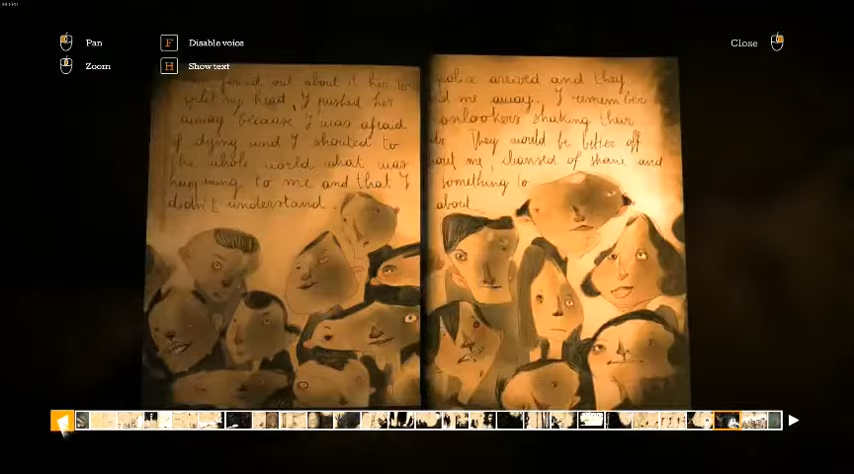 Pan
Zoom
F Disable voice
H Show text
Close
found out about it her
split my head, I pushed her
away because I was afraid
of dying and I shouted to
the whole world what was
happening to me and that I
didn't understand.
police arrived and they
me away. I remember
onlookers shaking their
They would be better off
me, cleansed of shame and
something to
about